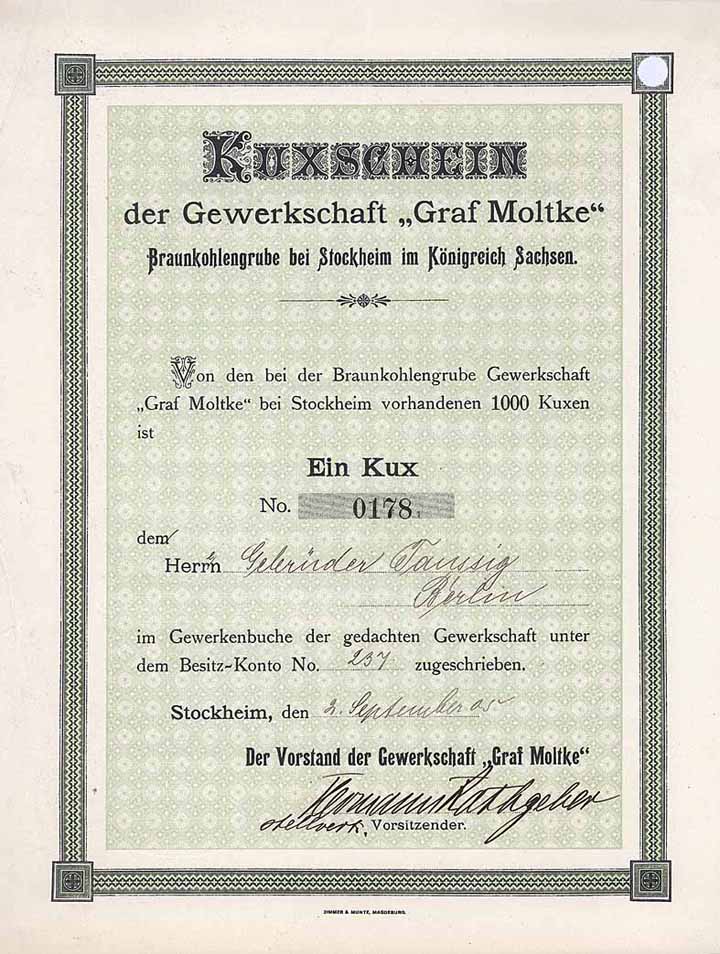 KUXSCHEIN
der Gewerkschaft „Graf Moltke“
Braunkohlengrube bei Stockheim im Königreich Sachsen.
Von den bei der Braunkohlengrube Gewerkschaft
„Graf Moltke“ bei Stockheim vorhandenen 1000 Kuxen
ist
Ein Kux
No. 0178.
dem
Herrn Gebrüder Taussig
Berlin
im Gewerkenbuche der gedachten Gewerkschaft unter
dem Besitz-Konto No. 237 zugeschrieben.
Stockheim, den 2. September 05
Der Vorstand der Gewerkschaft „Graf Moltke“
Hermann Rathgeber
stellvert. Vorsitzender.
ZIMMER & MUNTE, MAGDEBURG.